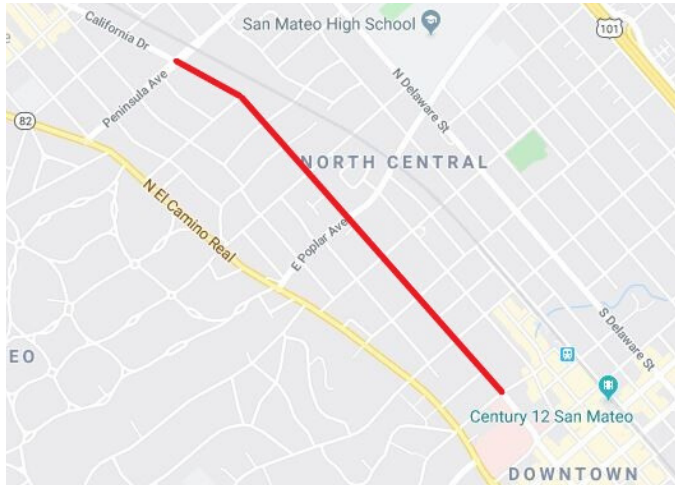 California Dr
San Mateo High School
101
Peninsula Ave
N Delaware St
82
NORTH CENTRAL
N El Camino Real
E Poplar Ave
S Delaware St
EO
Century 12 San Mateo
DOWNTOWN